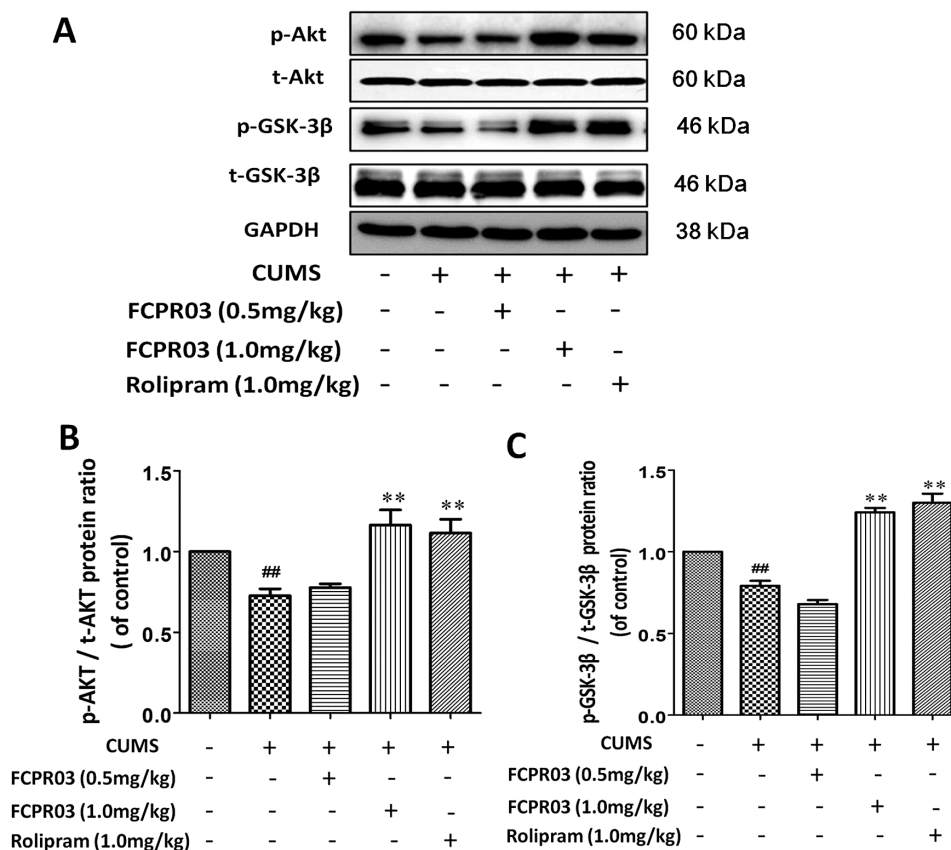 A
p-Akt 60 kDa
t-Akt 60 kDa
p-GSK-3β 46 kDa
t-GSK-3β 46 kDa
GAPDH 38 kDa
CUMS - + + + +
FCPR03 (0.5mg/kg) - - + - -
FCPR03 (1.0mg/kg) - - - + -
Rolipram (1.0mg/kg) - - - - +
B
p-AKT / t-AKT protein ratio
( of control)
1.5
1.0
0.5
0.0
##
**
**
CUMS - + + + +
FCPR03 (0.5mg/kg) - - + - -
FCPR03 (1.0mg/kg) - - - + -
Rolipram (1.0mg/kg) - - - - +
C
p-GSK-3β / t-GSK-3β protein ratio
(of control)
1.5
1.0
0.5
0.0
##
**
**
CUMS - + + + +
FCPR03 (0.5mg/kg) - - + - -
FCPR03 (1.0mg/kg) - - - + -
Rolipram (1.0mg/kg) - - - - +